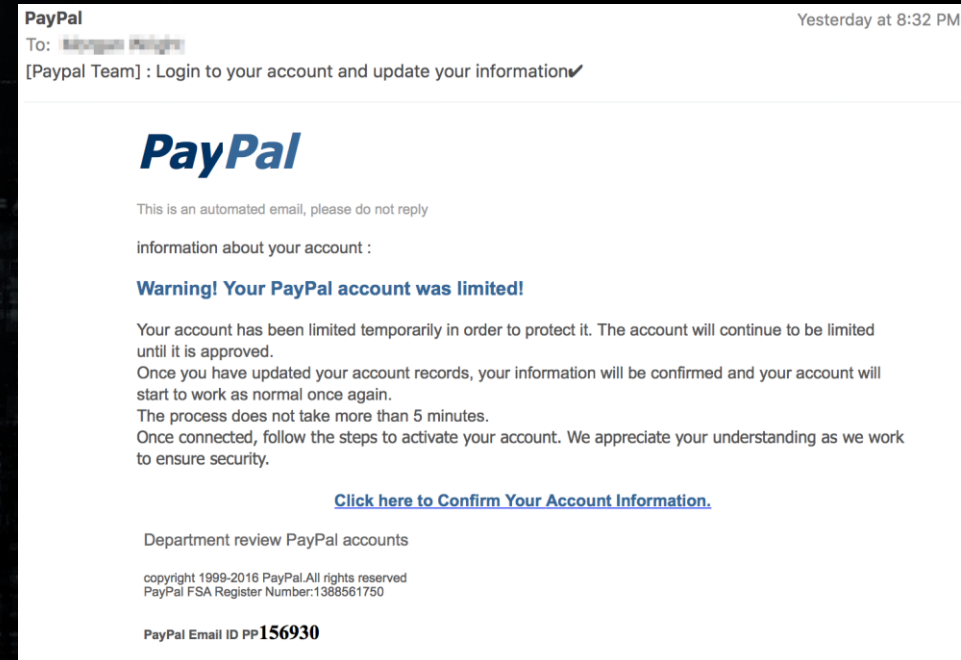 PayPal
Yesterday at 8:32 PM
To:
[Paypal Team] : Login to your account and update your information✔
PayPal
This is an automated email, please do not reply
information about your account :
Warning! Your PayPal account was limited!
Your account has been limited temporarily in order to protect it. The account will continue to be limited
until it is approved.
Once you have updated your account records, your information will be confirmed and your account will
start to work as normal once again.
The process does not take more than 5 minutes.
Once connected, follow the steps to activate your account. We appreciate your understanding as we work
to ensure security.
Click here to Confirm Your Account Information.
Department review PayPal accounts
copyright 1999-2016 PayPal.All rights reserved
PayPal FSA Register Number:1388561750
PayPal Email ID PP156930